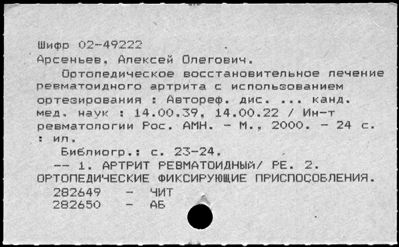 Шифр 02-49222
Арсеньев, Алексей Олегович.
Ортопедическое восстановительное лечение
ревматоидного артрита с использованием
ортезирования : Автореф. дис. ... канд.
мед. наук : 14.00.39, 14.00.22 / Ин-т
ревматологии Рос. АМН. - М., 2000. - 24 с.
: ил.
Библиогр.: с. 23-24.
-- 1. АРТРИТ РЕВМАТОИДНЫЙ/ РЕ. 2.
ОРТОПЕДИЧЕСКИЕ ФИКСИРУЮЩИЕ ПРИСПОСОБЛЕНИЯ.
282649 - ЧИТ
282650 - АБ